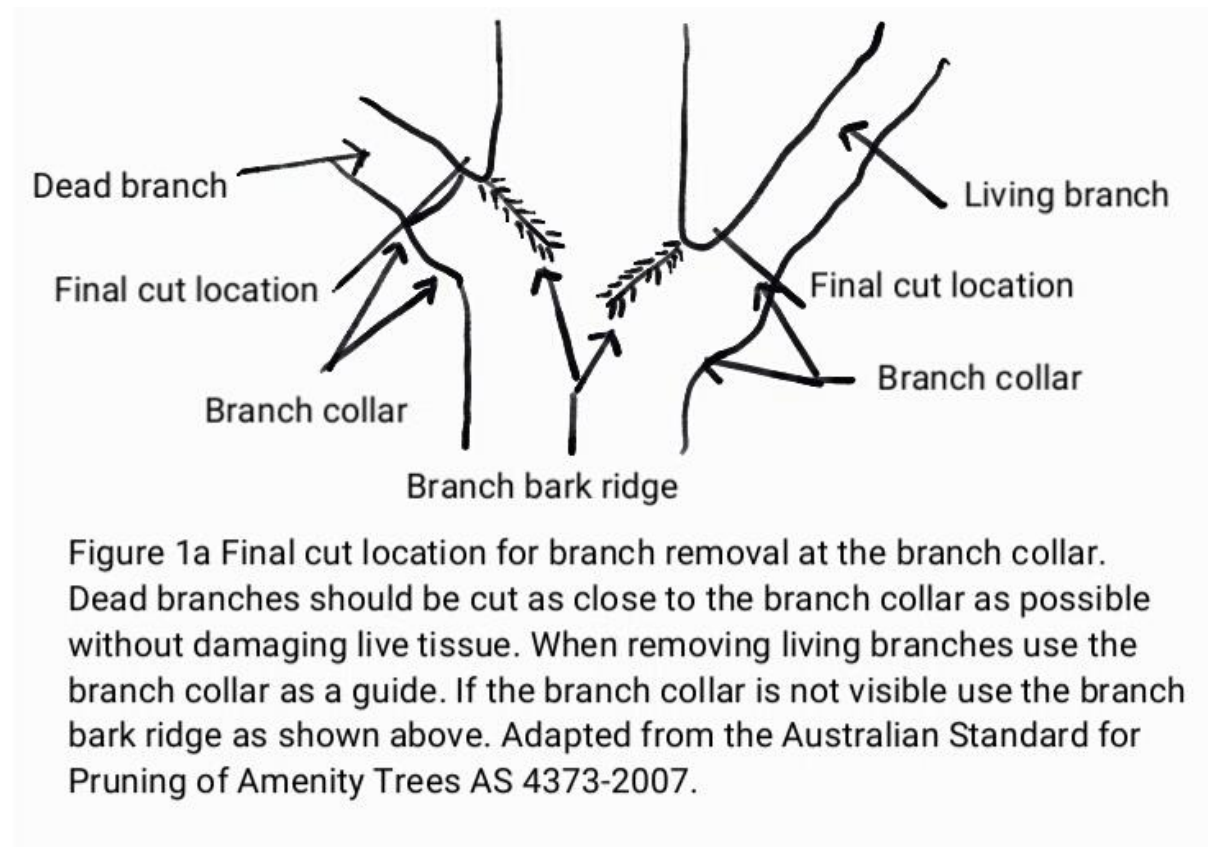 Dead branch
Living branch
Final cut location
Final cut location
Branch collar
Branch collar
Branch bark ridge
Figure 1a Final cut location for branch removal at the branch collar.
Dead branches should be cut as close to the branch collar as possible
without damaging live tissue. When removing living branches use the
branch collar as a guide. If the branch collar is not visible use the branch
bark ridge as shown above. Adapted from the Australian Standard for
Pruning of Amenity Trees AS 4373-2007.